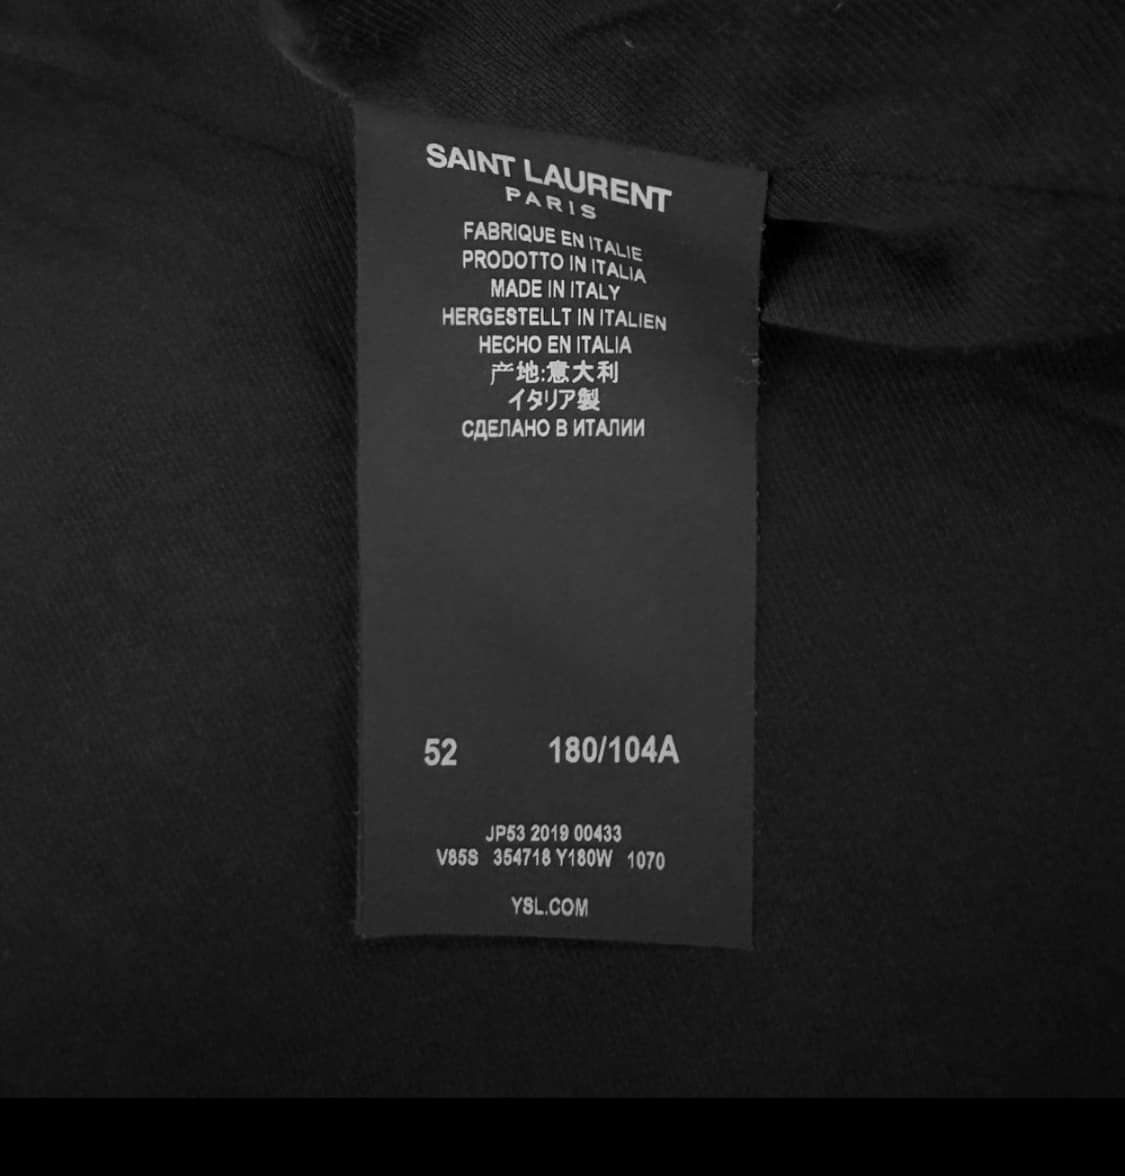 SAINT LAURENT
PARIS
FABRIQUE EN ITALIE
PRODOTTO IN ITALIA
MADE IN ITALY
HERGESTELLT IN ITALIEN
HECHO EN ITALIA
产地:意大利
イタリア製
СДЕЛАНО В ИТАЛИИ
52 180/104A
JP53 2019 00433
V85S 354718 Y180W 1070
YSL.COM